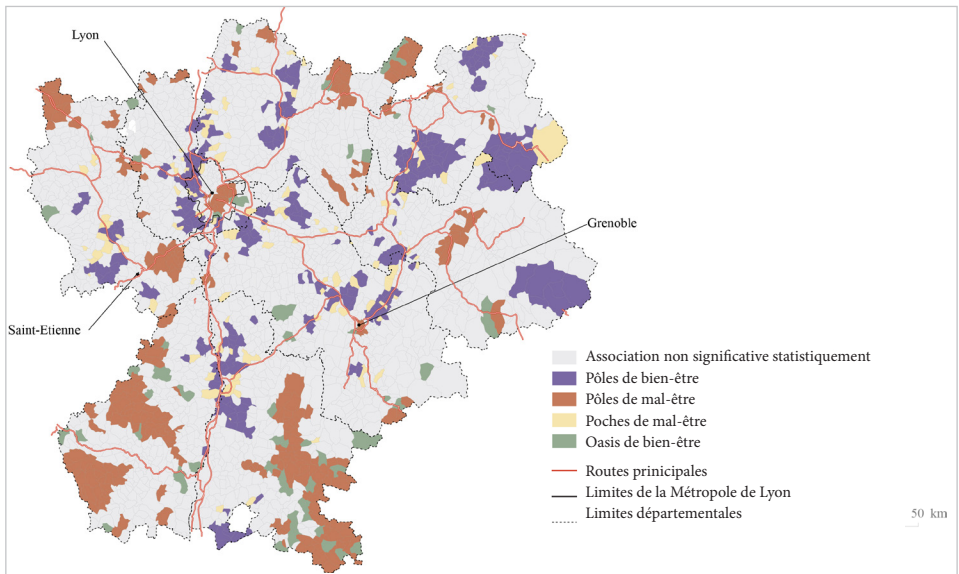 Lyon
Grenoble
Saint-Etienne
Association non significative statistiquement
Pôles de bien-être
Pôles de mal-être
Poches de mal-être
Oasis de bien-être
Routes prinicipales
Limites de la Métropole de Lyon
Limites départementales
50 km